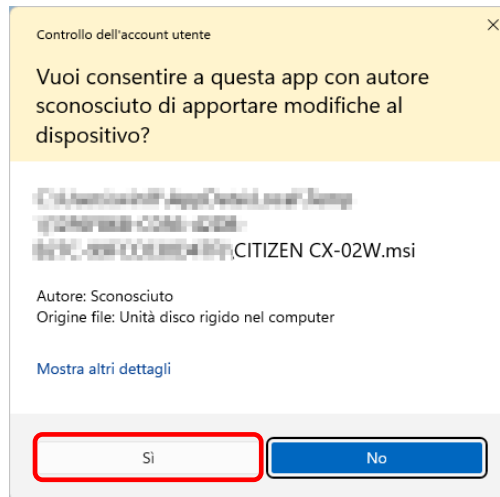 Controllo dell'account utente
Vuoi consentire a questa app con autore
sconosciuto di apportare modifiche al
dispositivo?
CITIZEN CX-02W.msi
Autore: Sconosciuto
Origine file: Unità disco rigido nel computer
Mostra altri dettagli
Sì
No